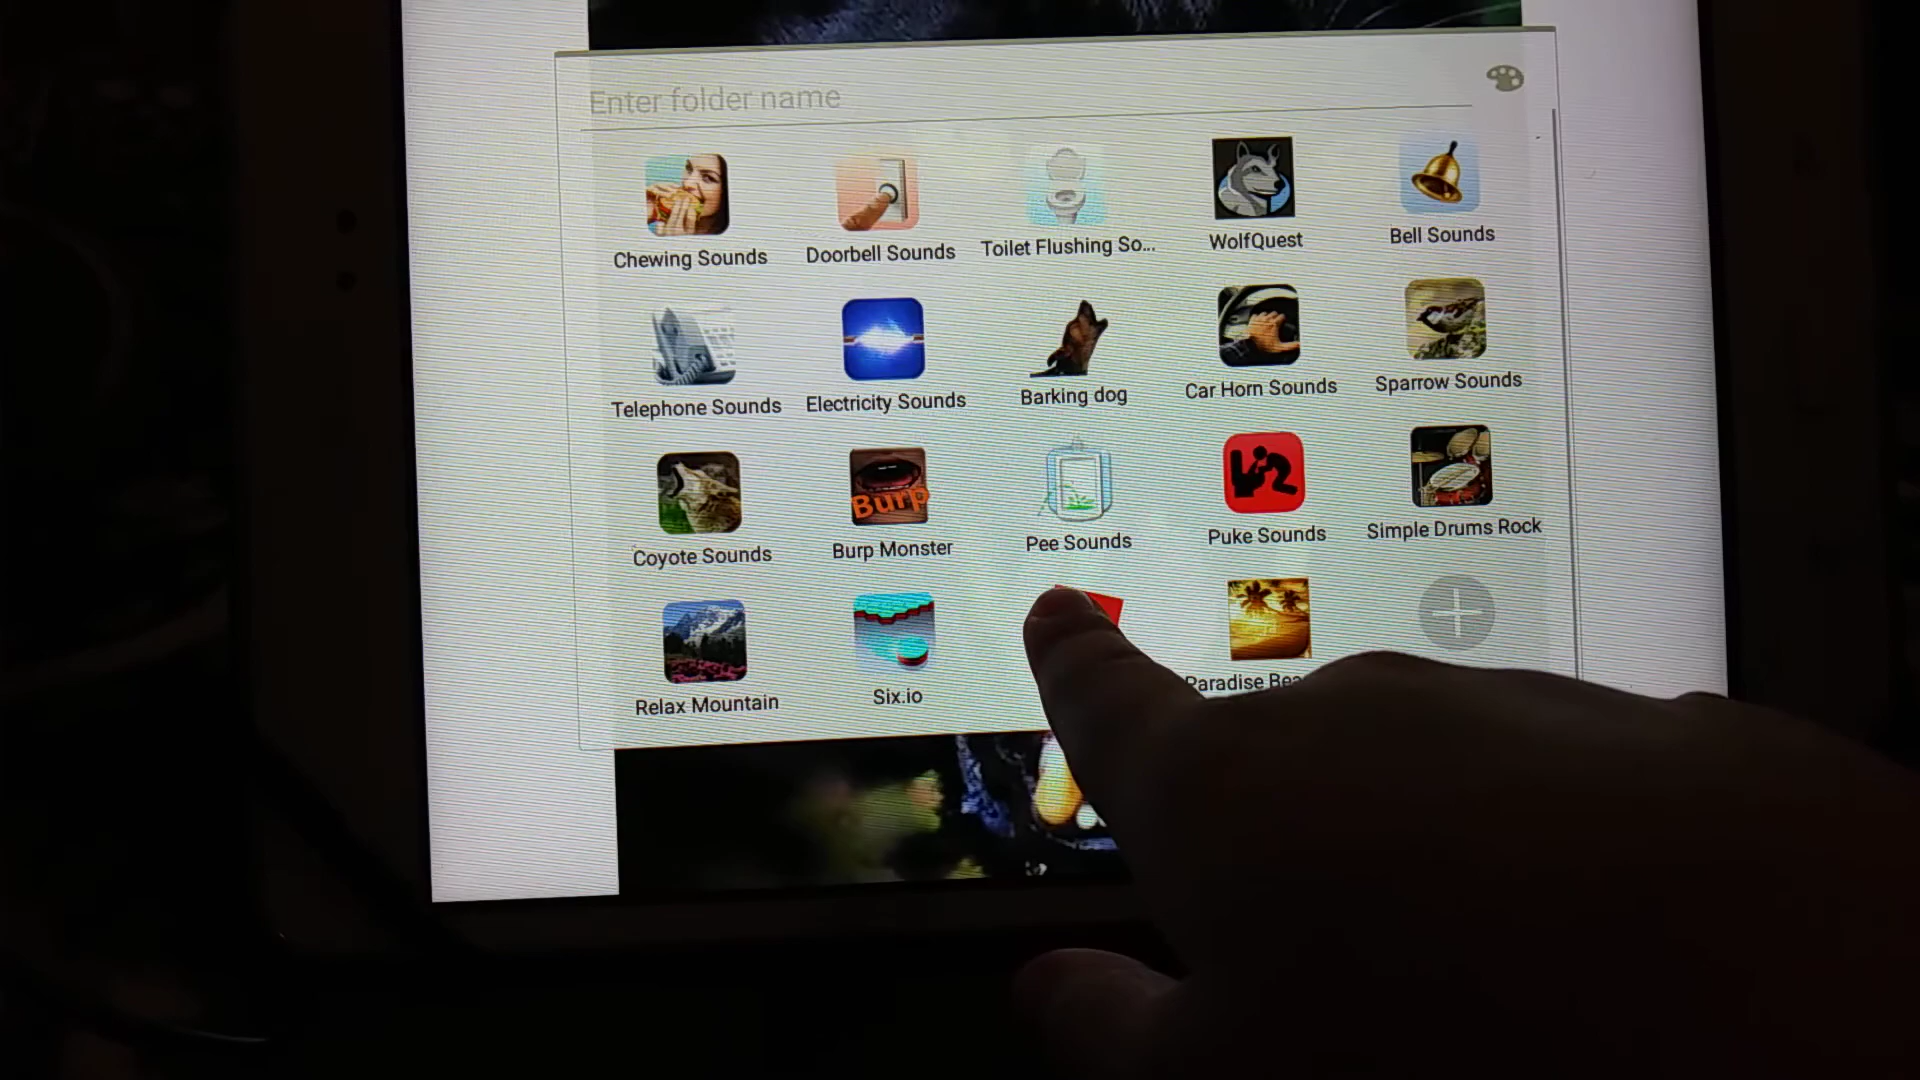 Enter folder name
Chewing Sounds
Doorbell Sounds
Toilet Flushing So...
WolfQuest
Bell Sounds
Telephone Sounds
Electricity Sounds
Barking dog
Car Horn Sounds
Sparrow Sounds
Burp
Coyote Sounds
Burp Monster
Pee Sounds
Puke Sounds
Simple Drums Rock
Relax Mountain
Six.io
Paradise Bea